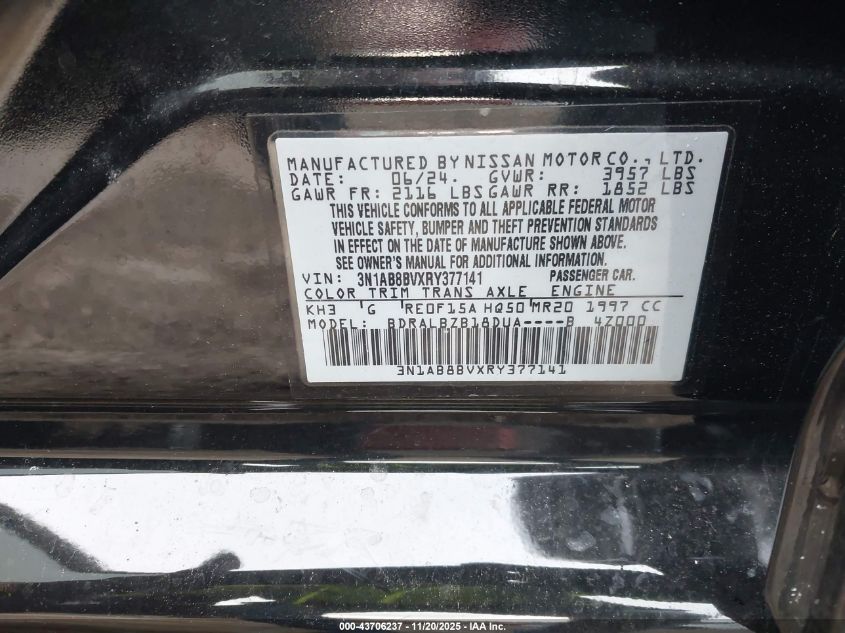 MANUFACTURED BY NISSAN MOTOR CO., LTD.
DATE: 06/24. GVWR: 3957 LBS
GAWR FR: 2116 LBS GAWR RR: 1852 LBS
THIS VEHICLE CONFORMS TO ALL APPLICABLE FEDERAL MOTOR
VEHICLE SAFETY, BUMPER AND THEFT PREVENTION STANDARDS
IN EFFECT ON THE DATE OF MANUFACTURE SHOWN ABOVE.
SEE OWNER'S MANUAL FOR ADDITIONAL INFORMATION.
VIN: 3N1AB8BVXRY377141 PASSENGER CAR.
COLOR TRIM TRANS AXLE ENGINE
KH3 G RE0F15A HQ50 MR20 1997 CC
MODEL: BDRALBZB18DUA----B 4Z000
3N1AB8BVXRY377141
000-43706237 - 11/20/2025 - IAA Inc.